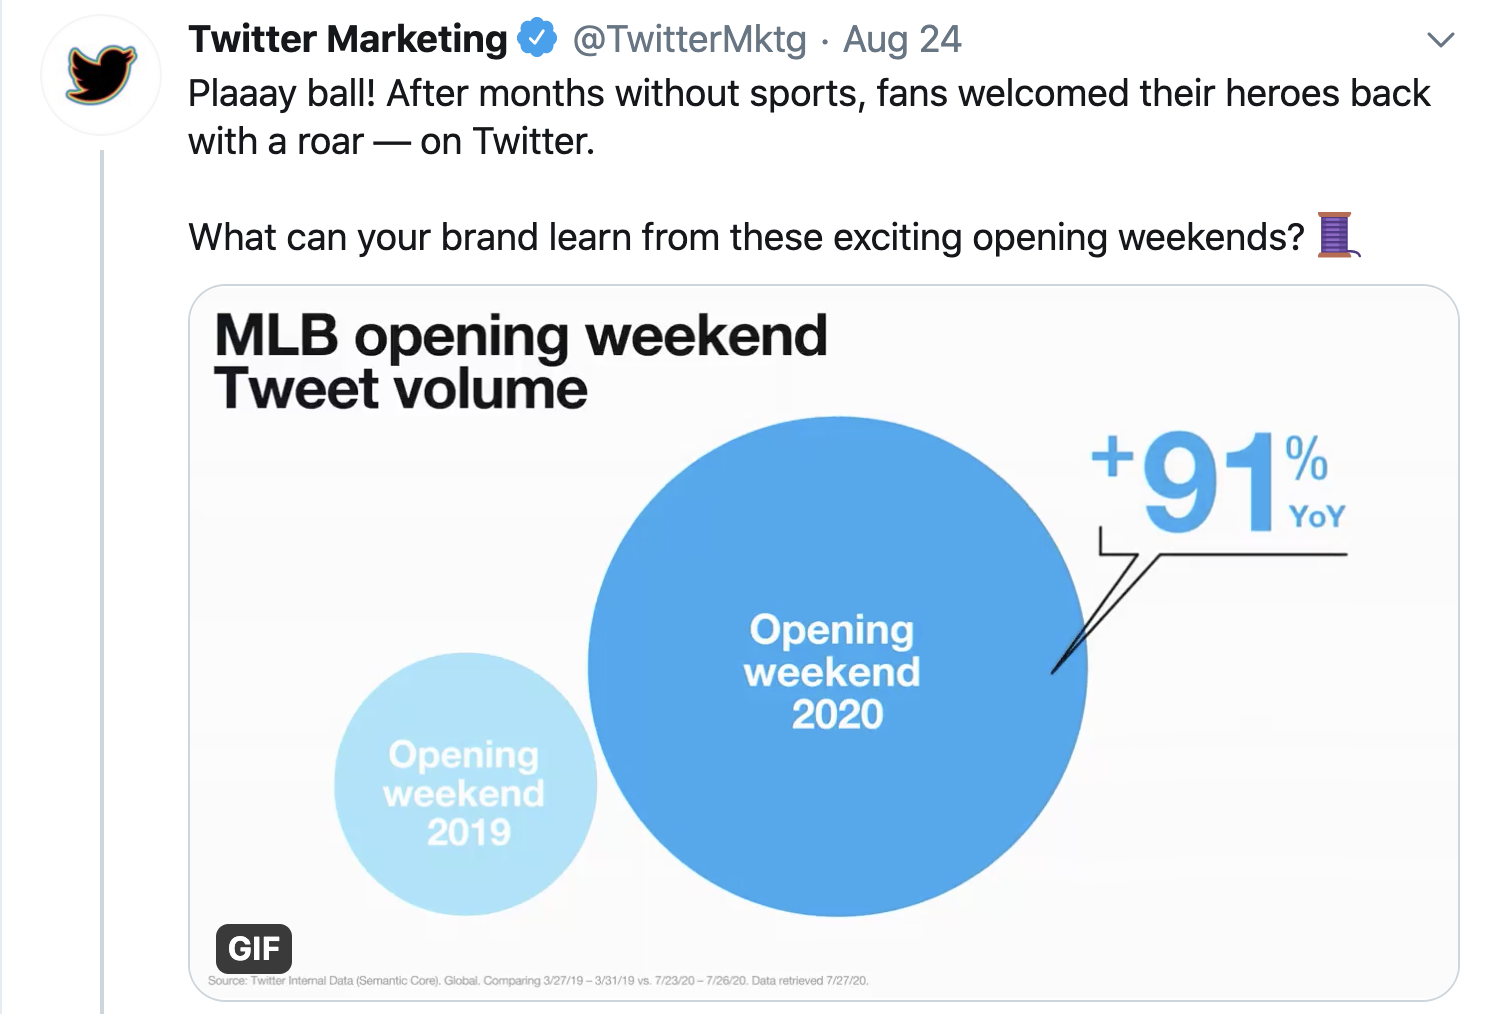 Twitter Marketing @TwitterMktg · Aug 24
Plaaay ball! After months without sports, fans welcomed their heroes back
with a roar — on Twitter.
What can your brand learn from these exciting opening weekends?
MLB opening weekend
Tweet volume
+91%
YoY
Opening
weekend
2020
Opening
weekend
2019
GIF
Source: Twitter Internal Data (Semantic Core). Global. Comparing 3/27/19 – 3/31/19 vs. 7/23/20 – 7/26/20. Data retrieved 7/27/20.